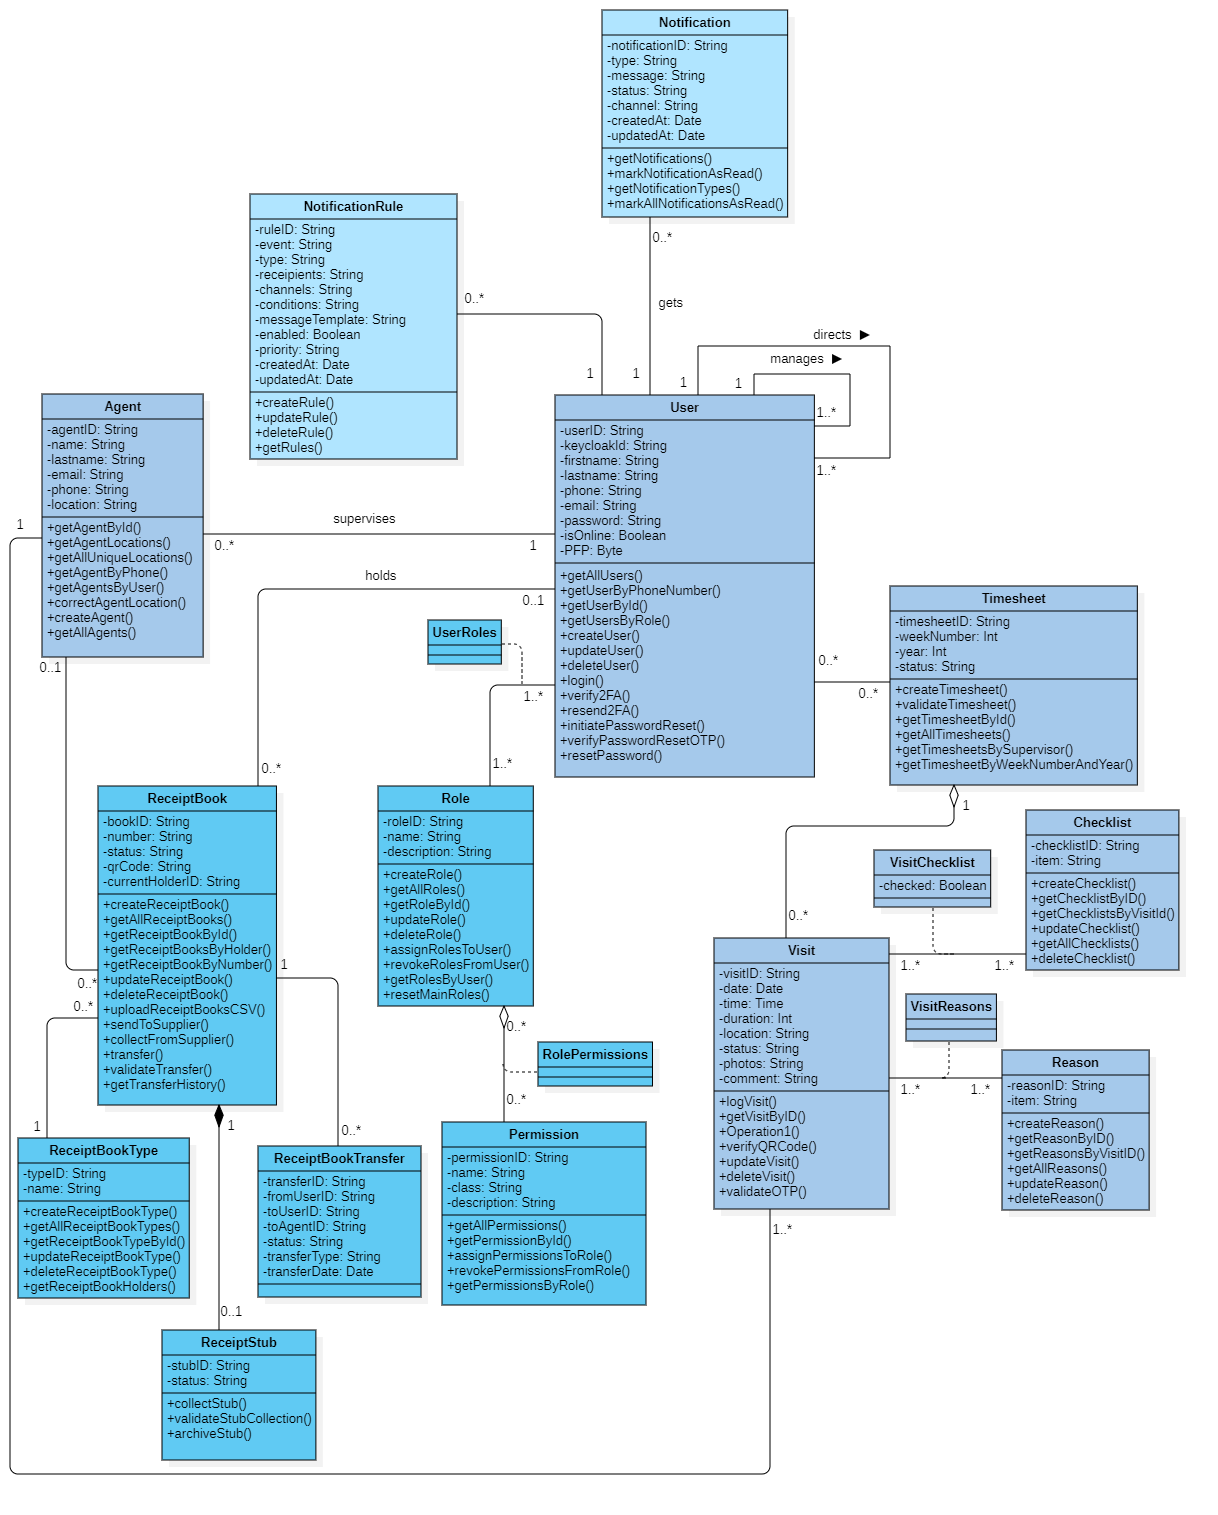 Notification
-notificationID: String
-type: String
-message: String
-status: String
-channel: String
-createdAt: Date
-updatedAt: Date
+getNotifications()
+markNotificationAsRead()
+getNotificationTypes()
+markAllNotificationsAsRead()
0..*
gets
1
NotificationRule
-ruleID: String
-event: String
-type: String
-receipients: String
-channels: String
-conditions: String
-messageTemplate: String
-enabled: Boolean
-priority: String
-createdAt: Date
-updatedAt: Date
+createRule()
+updateRule()
+deleteRule()
+getRules()
0..*
1
directs ▶
manages ▶
1
1
1..*
1..*
Agent
-agentID: String
-name: String
-lastname: String
-email: String
-phone: String
-location: String
+getAgentById()
+getAgentLocations()
+getAllUniqueLocations()
+getAgentByPhone()
+getAgentsByUser()
+correctAgentLocation()
+createAgent()
+getAllAgents()
1
0..1
supervises
0..*
1
holds
0..1
0..*
User
-userID: String
-keycloakId: String
-firstname: String
-lastname: String
-phone: String
-email: String
-password: String
-isOnline: Boolean
-PFP: Byte
+getAllUsers()
+getUserByPhoneNumber()
+getUserById()
+getUsersByRole()
+createUser()
+updateUser()
+deleteUser()
+login()
+verify2FA()
+resend2FA()
+initiatePasswordReset()
+verifyPasswordResetOTP()
+resetPassword()
UserRoles
1..*
1..*
0..*
0..*
Timesheet
-timesheetID: String
-weekNumber: Int
-year: Int
-status: String
+createTimesheet()
+validateTimesheet()
+getTimesheetById()
+getAllTimesheets()
+getTimesheetsBySupervisor()
+getTimesheetByWeekNumberAndYear()
1
0..*
ReceiptBook
-bookID: String
-number: String
-status: String
-qrCode: String
-currentHolderID: String
+createReceiptBook()
+getAllReceiptBooks()
+getReceiptBookById()
+getReceiptBooksByHolder()
+getReceiptBookByNumber()
+updateReceiptBook()
+deleteReceiptBook()
+uploadReceiptBooksCSV()
+sendToSupplier()
+collectFromSupplier()
+transfer()
+validateTransfer()
+getTransferHistory()
0..*
0..*
1
1
1
0..*
0..1
Role
-roleID: String
-name: String
-description: String
+createRole()
+getAllRoles()
+getRoleById()
+updateRole()
+deleteRole()
+assignRolesToUser()
+revokeRolesFromUser()
+getRolesByUser()
+resetMainRoles()
0..*
RolePermissions
0..*
Checklist
-checklistID: String
-item: String
+createChecklist()
+getChecklistByID()
+getChecklistsByVisitId()
+updateChecklist()
+getAllChecklists()
+deleteChecklist()
VisitChecklist
-checked: Boolean
1..*
1..*
Visit
-visitID: String
-date: Date
-time: Time
-duration: Int
-location: String
-status: String
-photos: String
-comment: String
+logVisit()
+getVisitByID()
+Operation1()
+verifyQRCode()
+updateVisit()
+deleteVisit()
+validateOTP()
1..*
VisitReasons
1..*
1..*
Reason
-reasonID: String
-item: String
+createReason()
+getReasonByID()
+getReasonsByVisitID()
+getAllReasons()
+updateReason()
+deleteReason()
ReceiptBookType
-typeID: String
-name: String
+createReceiptBookType()
+getAllReceiptBookTypes()
+getReceiptBookTypeById()
+updateReceiptBookType()
+deleteReceiptBookType()
+getReceiptBookHolders()
ReceiptBookTransfer
-transferID: String
-fromUserID: String
-toUserID: String
-toAgentID: String
-status: String
-transferType: String
-transferDate: Date
Permission
-permissionID: String
-name: String
-class: String
-description: String
+getAllPermissions()
+getPermissionById()
+assignPermissionsToRole()
+revokePermissionsFromRole()
+getPermissionsByRole()
ReceiptStub
-stubID: String
-status: String
+collectStub()
+validateStubCollection()
+archiveStub()